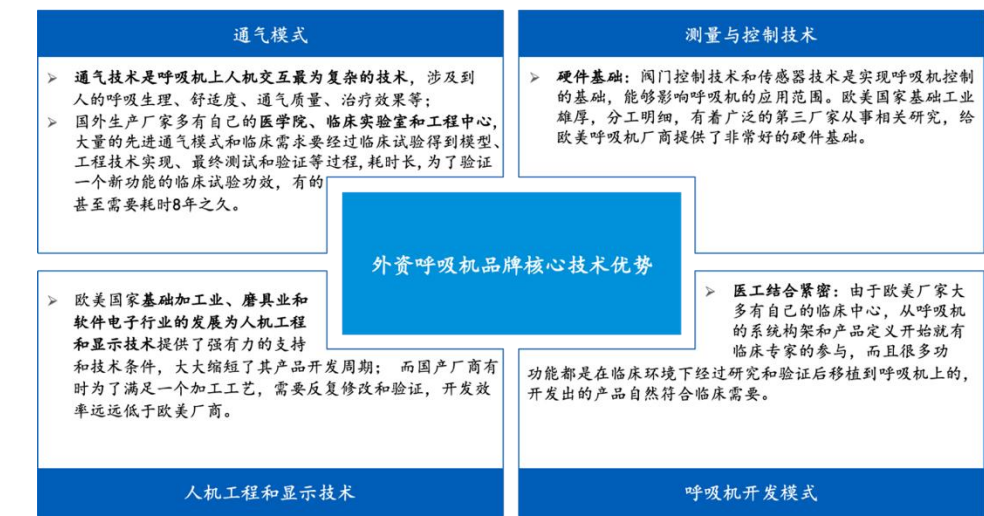 通气模式
➢ 通气技术是呼吸机上人机交互最为复杂的技术，涉及到
人的呼吸生理、舒适度、通气质量、治疗效果等；
➢ 国外生产厂家多有自己的医学院、临床实验室和工程中心，
大量的先进通气模式和临床需求要经过临床试验得到模型、
工程技术实现、最终测试和验证等过程,耗时长,为了验证
一个新功能的临床试验功效，有的
甚至需要耗时8年之久。
测量与控制技术
➢ 硬件基础：阀门控制技术和传感器技术是实现呼吸机控制
的基础，能够影响呼吸机的应用范围。欧美国家基础工业
雄厚，分工明细，有着广泛的第三厂家从事相关研究，给
欧美呼吸机厂商提供了非常好的硬件基础。
外资呼吸机品牌核心技术优势
➢ 欧美国家基础加工业、磨具业和
软件电子行业的发展为人机工程
和显示技术提供了强有力的支持
和技术条件，大大缩短了其产品开发周期； 而国产厂商有
时为了满足一个加工工艺，需要反复修改和验证，开发效
率远远低于欧美厂商。
人机工程和显示技术
➢ 医工结合紧密：由于欧美厂家大
多有自己的临床中心，从呼吸机
的系统构架和产品定义开始就有
临床专家的参与，而且很多功
功能都是在临床环境下经过研究和验证后移植到呼吸机上的，
开发出的产品自然符合临床需要。
呼吸机开发模式